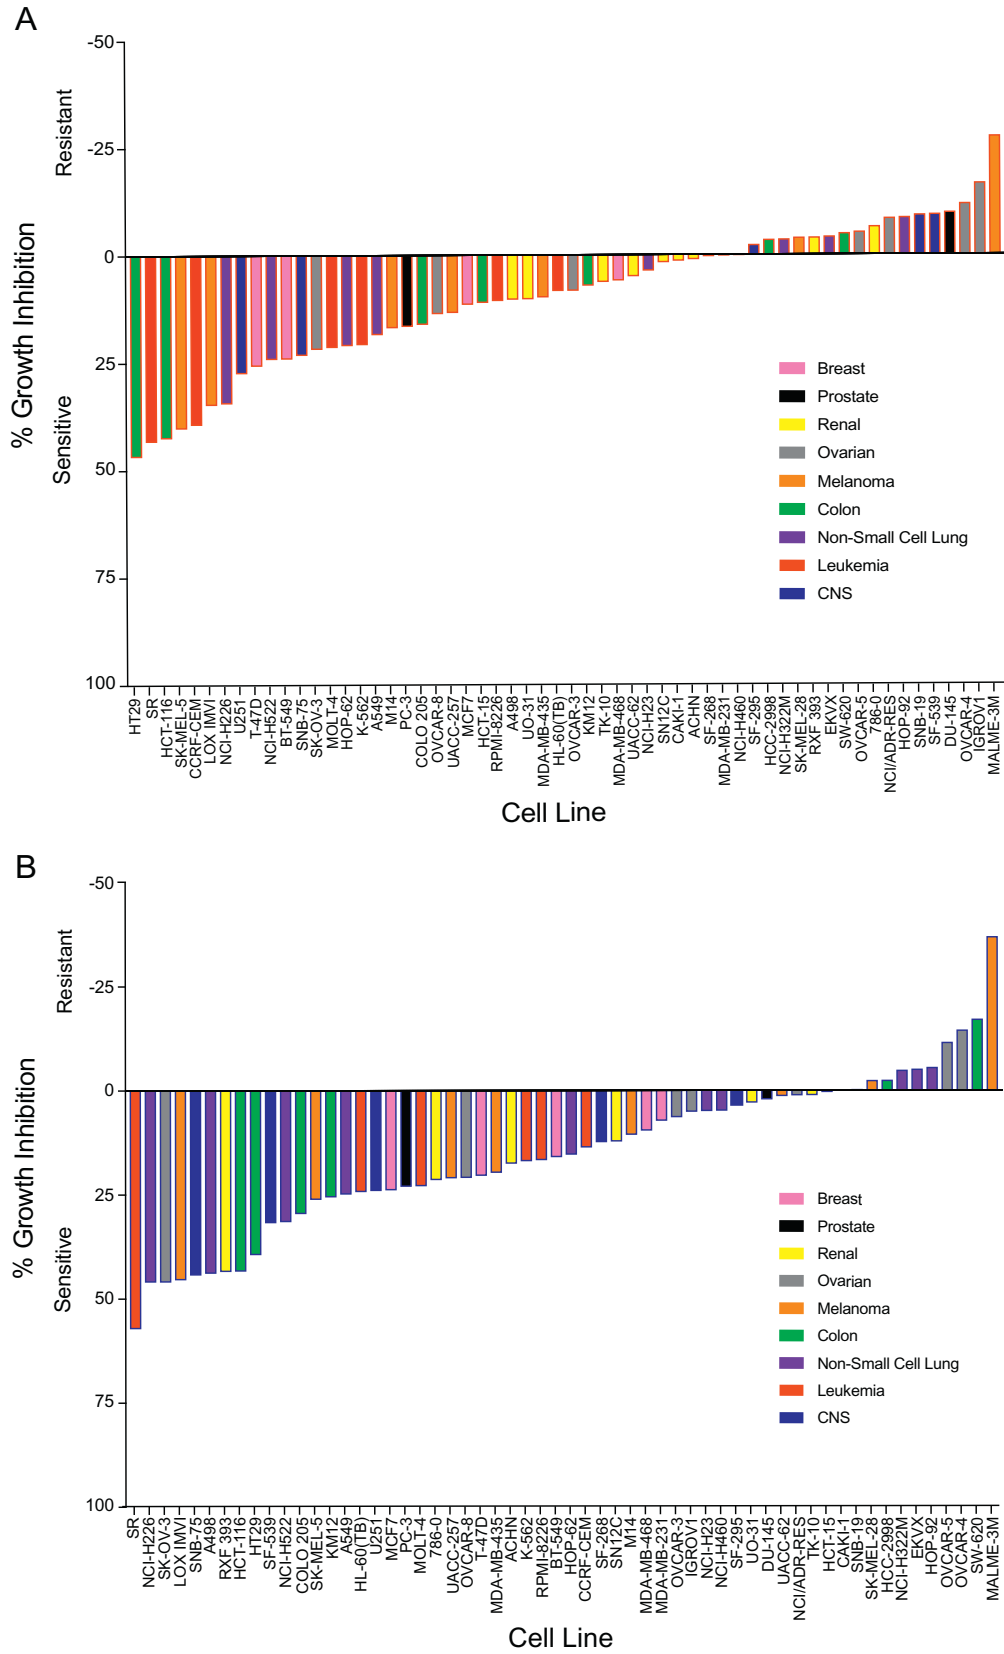 A
-50
-25
0
25
50
75
100
Resistant
% Growth Inhibition
Sensitive
Breast
Prostate
Renal
Ovarian
Melanoma
Colon
Non-Small Cell Lung
Leukemia
CNS
HT29
SR
HCT-116
SK-MEL-5
CCRF-CEM
LOX IMVI
NCI-H226
U251
T-47D
NCI-H522
BT-549
SNB-75
SK-OV-3
MOLT-4
HOP-62
K-562
A549
M14
PC-3
COLO 205
OVCAR-8
UACC-257
MCF7
HCT-15
RPMI-8226
A498
UO-31
MDA-MB-435
HL-60(TB)
OVCAR-3
KM12
TK-10
MDA-MB-468
UACC-62
NCI-H23
SN12C
CAKI-1
ACHN
SF-268
MDA-MB-231
NCI-H460
SF-295
HCC-2998
NCI-H322M
SK-MEL-28
RXF 393
EKVX
SW-620
OVCAR-5
786-0
NCI/ADR-RES
HOP-92
SNB-19
SF-539
DU-145
OVCAR-4
IGROV1
MALME-3M
Cell Line
B
-50
-25
0
25
50
75
100
Resistant
% Growth Inhibition
Sensitive
Breast
Prostate
Renal
Ovarian
Melanoma
Colon
Non-Small Cell Lung
Leukemia
CNS
SR
NCI-H226
SK-OV-3
LOX IMVI
SNB-75
A498
RXF 393
HCT-116
HT29
SF-539
NCI-H522
COLO 205
SK-MEL-5
KM12
A549
HL-60(TB)
U251
MCF7
PC-3
MOLT-4
786-0
UACC-257
OVCAR-8
T-47D
MDA-MB-435
ACHN
K-562
RPMI-8226
BT-549
HOP-62
CCRF-CEM
SF-268
SN12C
M14
MDA-MB-468
MDA-MB-231
OVCAR-3
IGROV1
NCI-H23
NCI-H460
SF-295
UO-31
DU-145
UACC-62
NCI/ADR-RES
TK-10
HCT-15
CAKI-1
SNB-19
SK-MEL-28
HCC-2998
NCI-H322M
EKVX
HOP-92
OVCAR-5
OVCAR-4
SW-620
MALME-3M
Cell Line